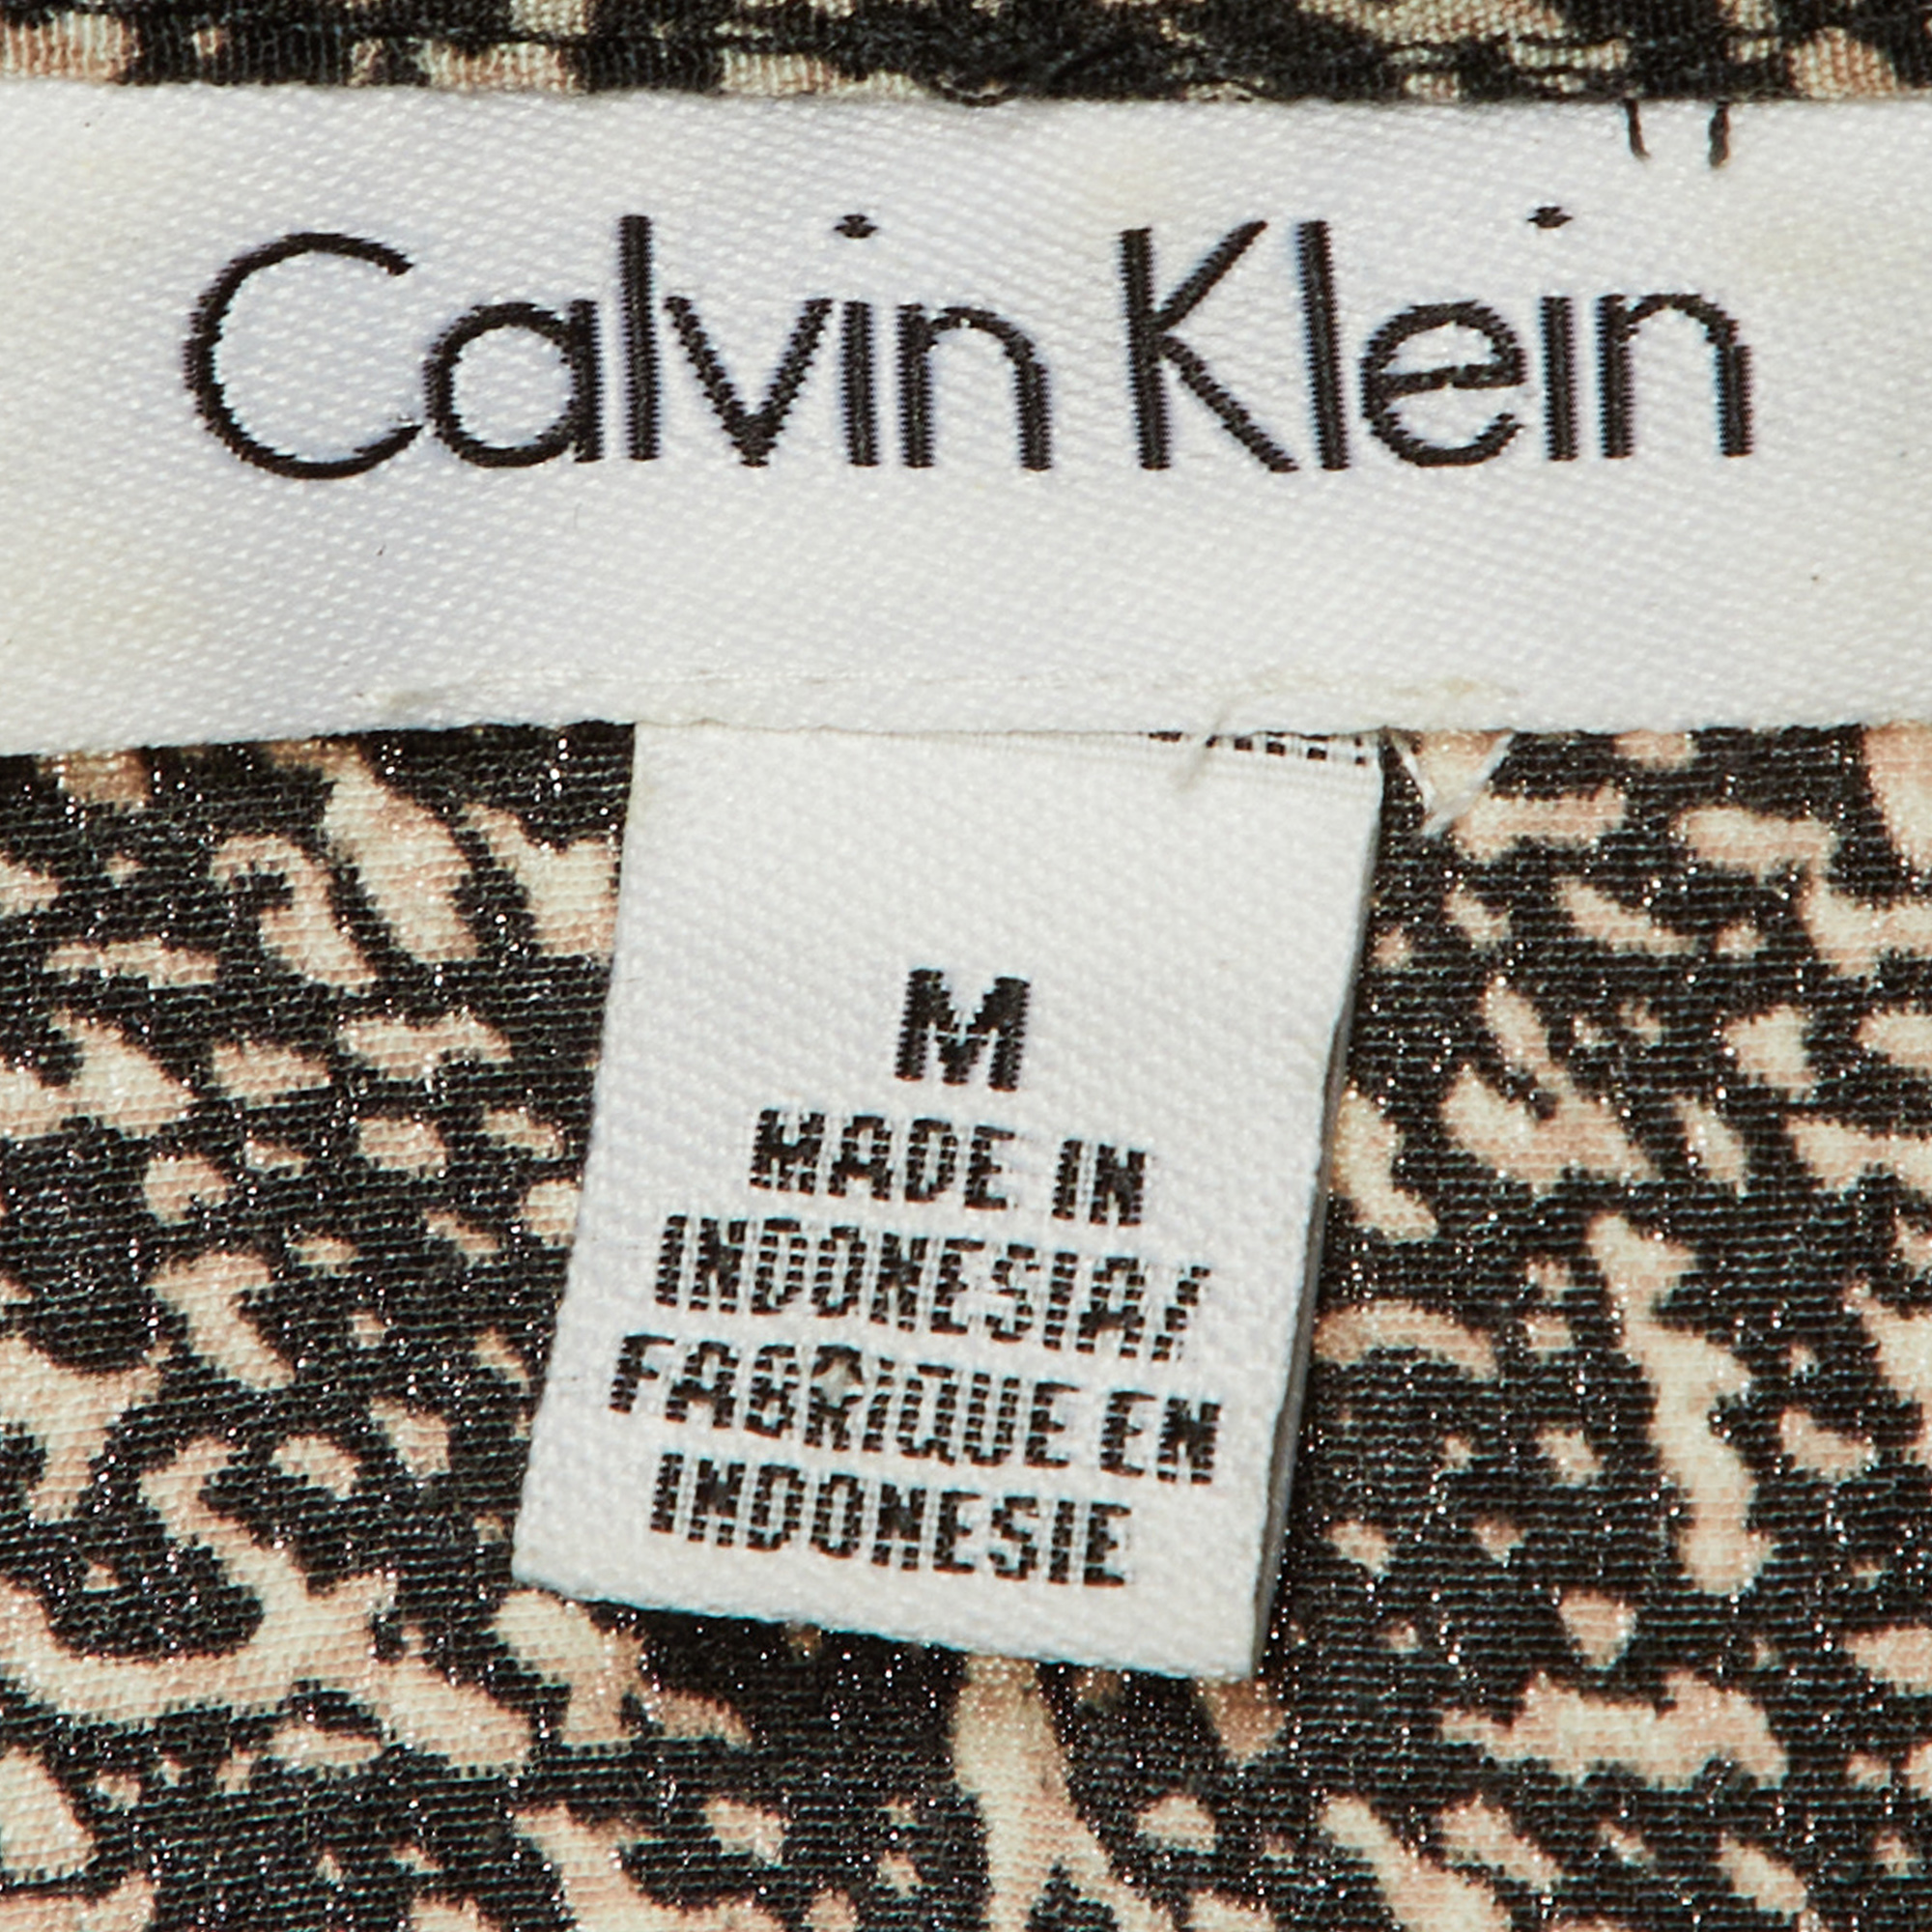 Calvin Klein
M
MADE IN
INDONESIA/
FABRIQUE EN
INDONESIE